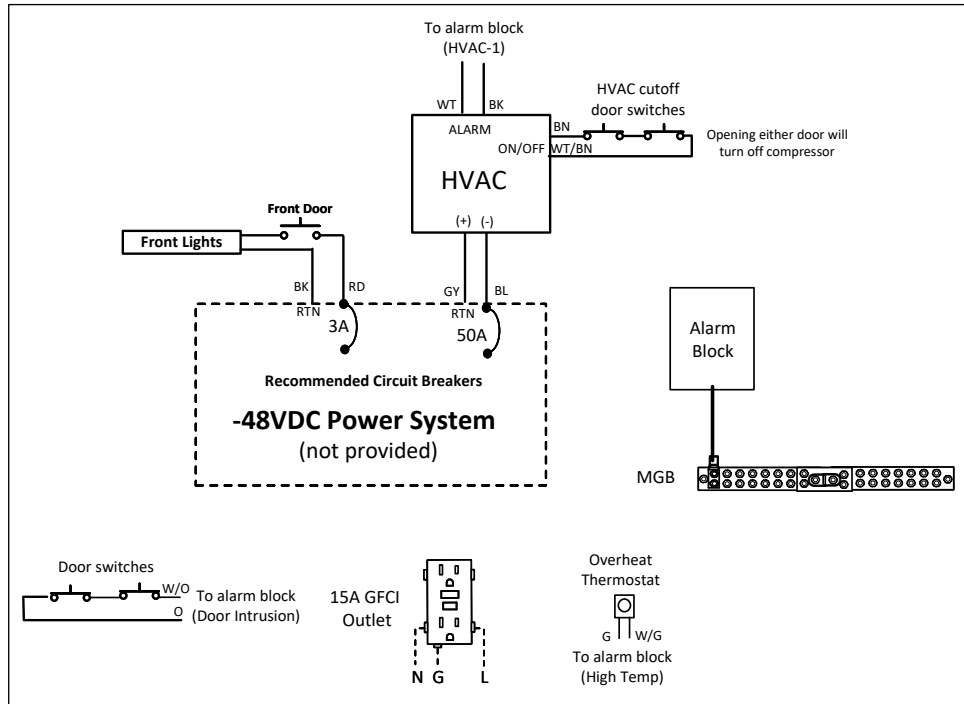 To alarm block
(HVAC-1)
WT
BK
ALARM
ON/OFF
HVAC
(+)
(-)
BN
WT/BN
HVAC cutoff
door switches
Opening either door will
turn off compressor
Front Door
Front Lights
BK
RD
RTN
3A
GY
BL
RTN
50A
Recommended Circuit Breakers
-48VDC Power System
(not provided)
Alarm
Block
MGB
Door switches
W/O
O
To alarm block
(Door Intrusion)
15A GFCI
Outlet
N G L
Overheat
Thermostat
G
W/G
To alarm block
(High Temp)